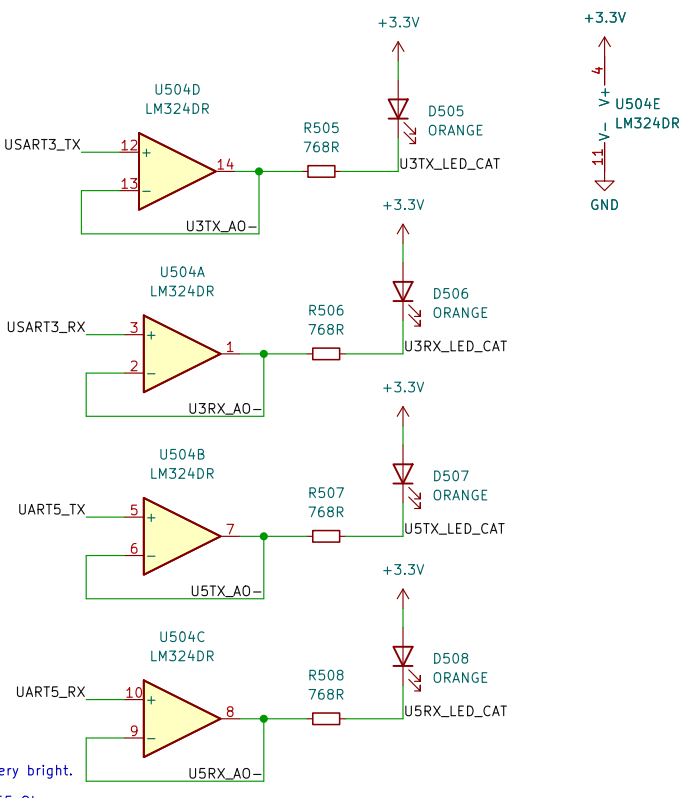 +3.3V
+3.3V
U504D
LM324DR
D505
ORANGE
R505
768R
USART3_TX
12
+
13
−
14
U3TX_LED_CAT
U3TX_AO−
4
V+
U504E
LM324DR
V−
11
GND
+3.3V
U504A
LM324DR
D506
ORANGE
R506
768R
USART3_RX
3
+
2
−
1
U3RX_LED_CAT
U3RX_AO−
+3.3V
U504B
LM324DR
D507
ORANGE
R507
768R
UART5_TX
5
+
6
−
7
U5TX_LED_CAT
U5TX_AO−
+3.3V
U504C
LM324DR
D508
ORANGE
R508
768R
UART5_RX
10
+
9
−
8
U5RX_LED_CAT
U5RX_AO−
ery bright.